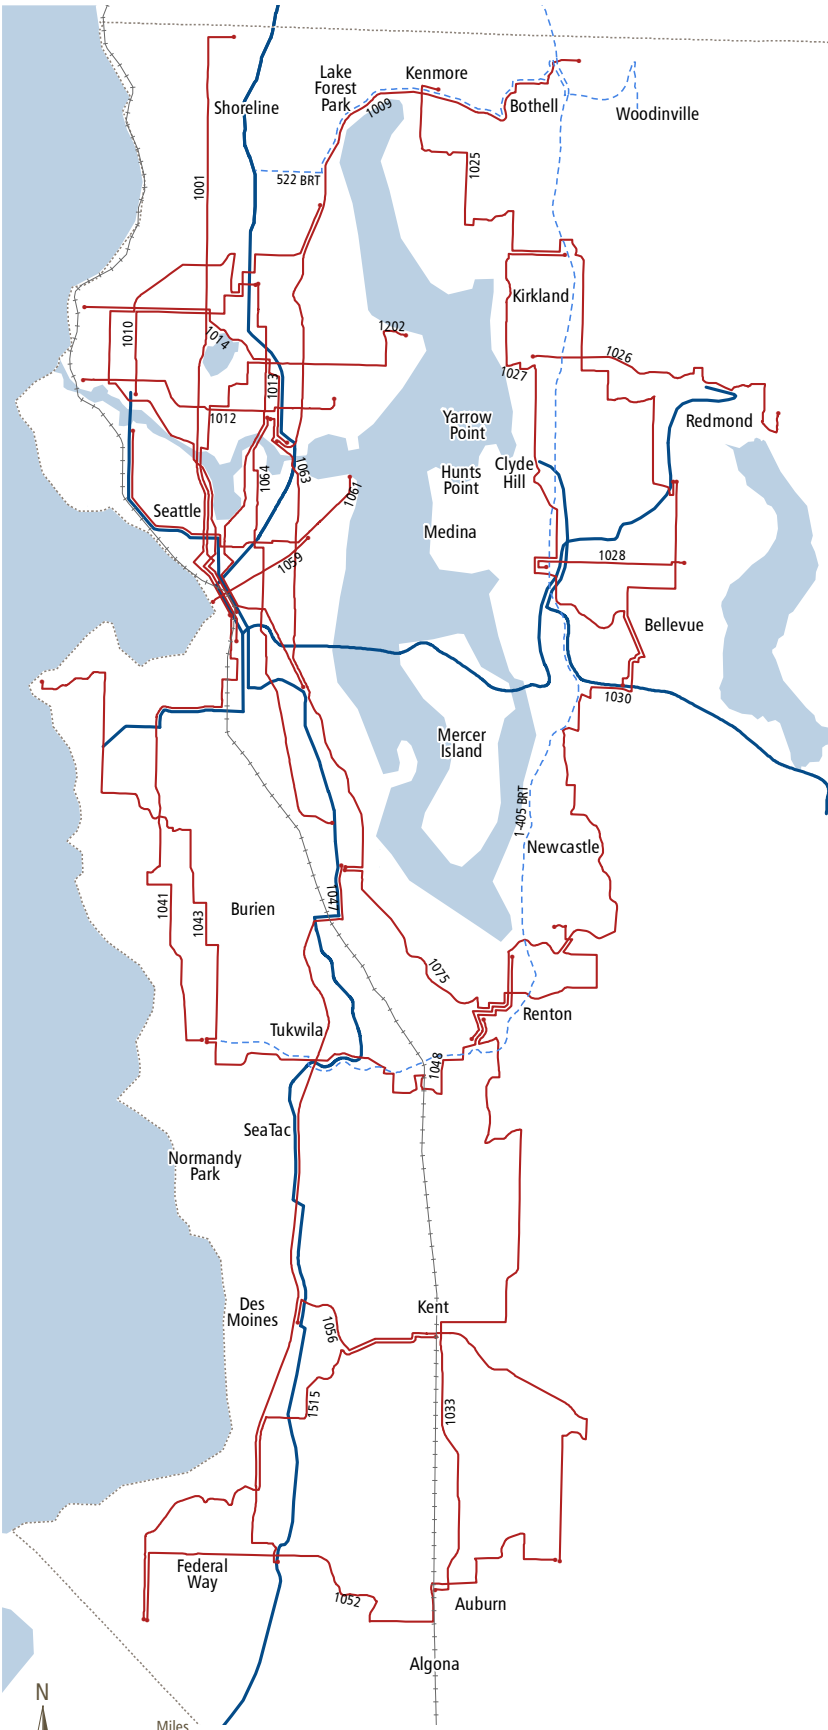 Lake
Forest
Park
Kenmore
Shoreline
1009
Bothell
Woodinville
1001
522 BRT
1025
Kirkland
1010
1014
1202
1026
1027
1013
1012
Redmond
Yarrow
Point
Clyde
Hill
Hunts
Point
1064
1063
1061
Seattle
Medina
1059
1028
Bellevue
1030
Mercer
Island
I-405 BRT
Newcastle
1041
1043
Burien
1047
1075
Renton
Tukwila
1048
SeaTac
Normandy
Park
Des
Moines
1056
Kent
1515
1033
Federal
Way
1052
Auburn
Algona
N
Miles